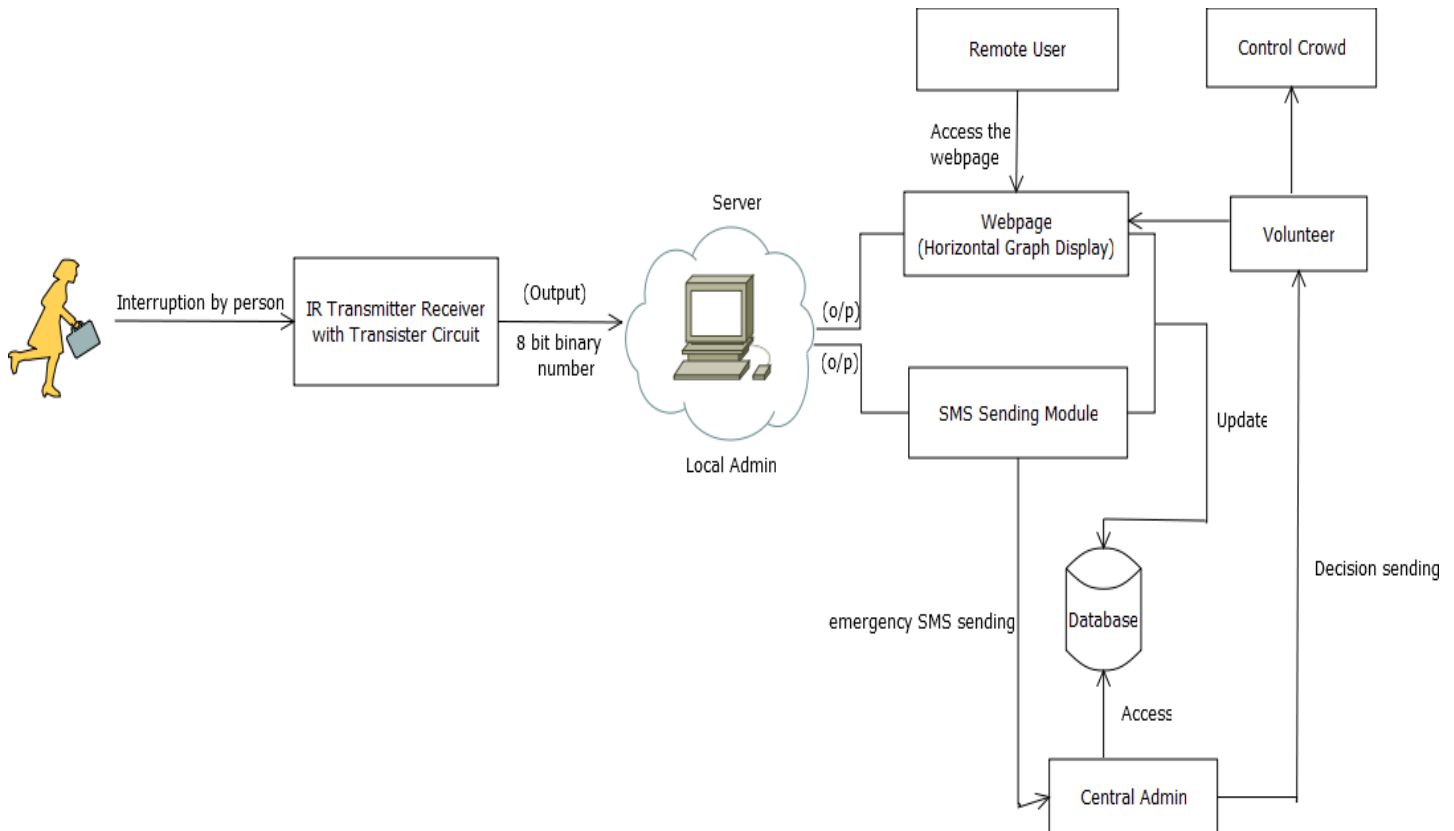 Remote User
Control Crowd
Access the
webpage
Server
Webpage
(Horizontal Graph Display)
Volunteer
Interruption by person
IR Transmitter Receiver
with Transister Circuit
(Output)
8 bit binary
number
(o/p)
(o/p)
SMS Sending Module
Update
Local Admin
Decision sending
emergency SMS sending
Database
Access
Central Admin